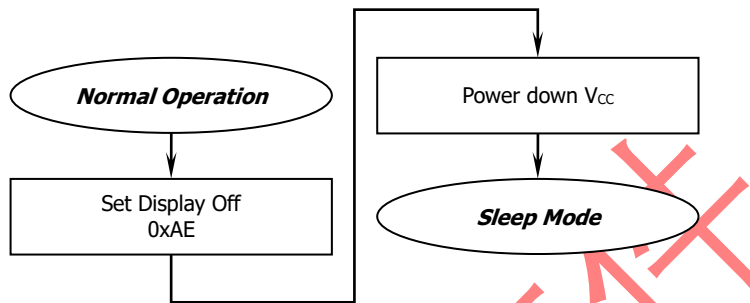 Normal Operation
Set Display Off
0xAE
Power down VCC
Sleep Mode